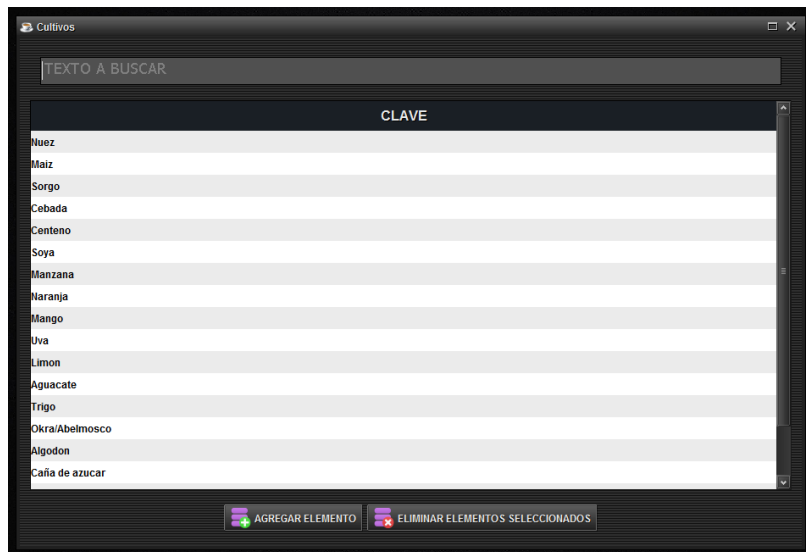 Cultivos
TEXTO A BUSCAR
CLAVE
Nuez
Maiz
Sorgo
Cebada
Centeno
Soya
Manzana
Naranja
Mango
Uva
Limon
Aguacate
Trigo
Okra/Abelmosco
Algodon
Caña de azucar
AGREGAR ELEMENTO ELIMINAR ELEMENTOS SELECCIONADOS